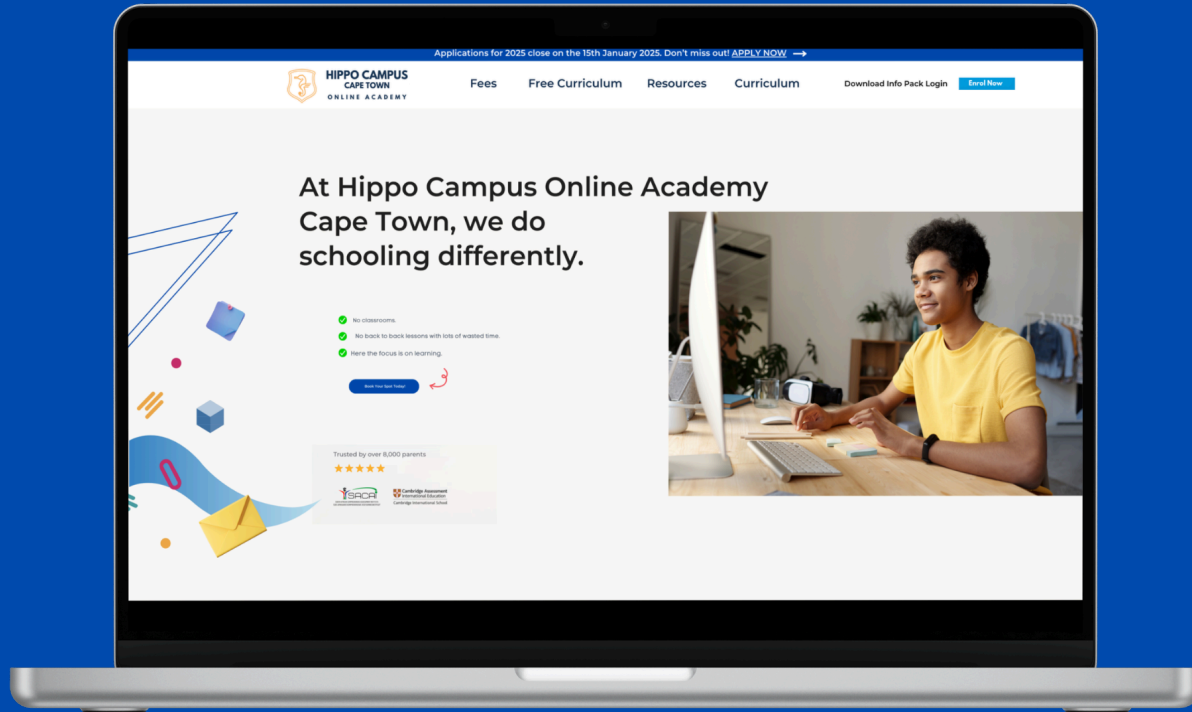 Applications for 2025 close on the 15th January 2025. Don't miss out! APPLY NOW
HIPPO CAMPUS
CAPE TOWN
ONLINE ACADEMY
Fees
Free Curriculum
Resources
Curriculum
Download Info Pack Login
Enrol Now
At Hippo Campus Online Academy
Cape Town, we do
schooling differently.
No classrooms.
No back to back lessons with lots of wasted time.
Here the focus is on learning.
Book Your Spot Today!
Trusted by over 8,000 parents
SACAI
Cambridge Assessment
International Education
Cambridge International School